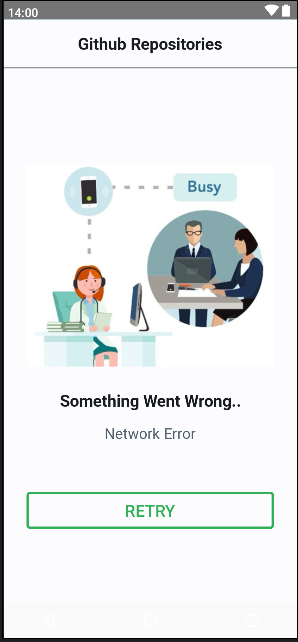 14:00
Github Repositories
Busy
Something Went Wrong..
Network Error
RETRY